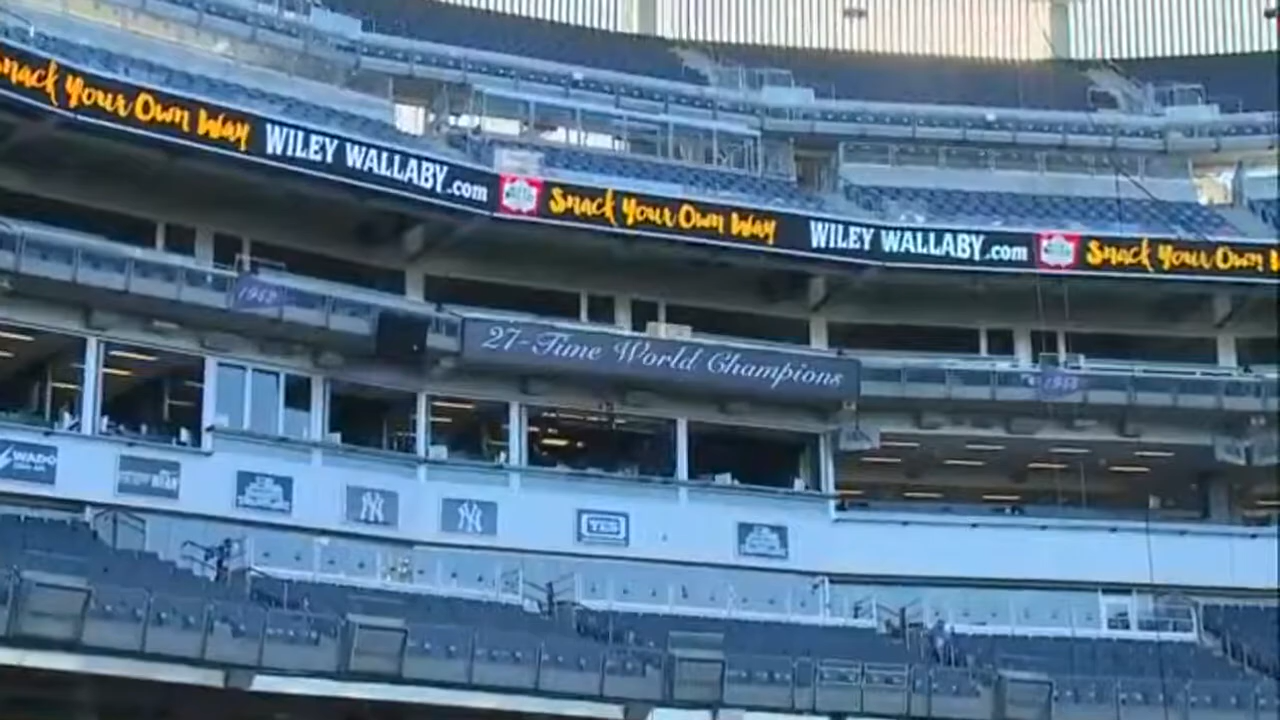 Snack Your Own Way WILEY WALLABY.com Snack Your Own Way WILEY WALLABY.com Snack Your Own
27-Time World Champions
WADO
NY
NY
YES